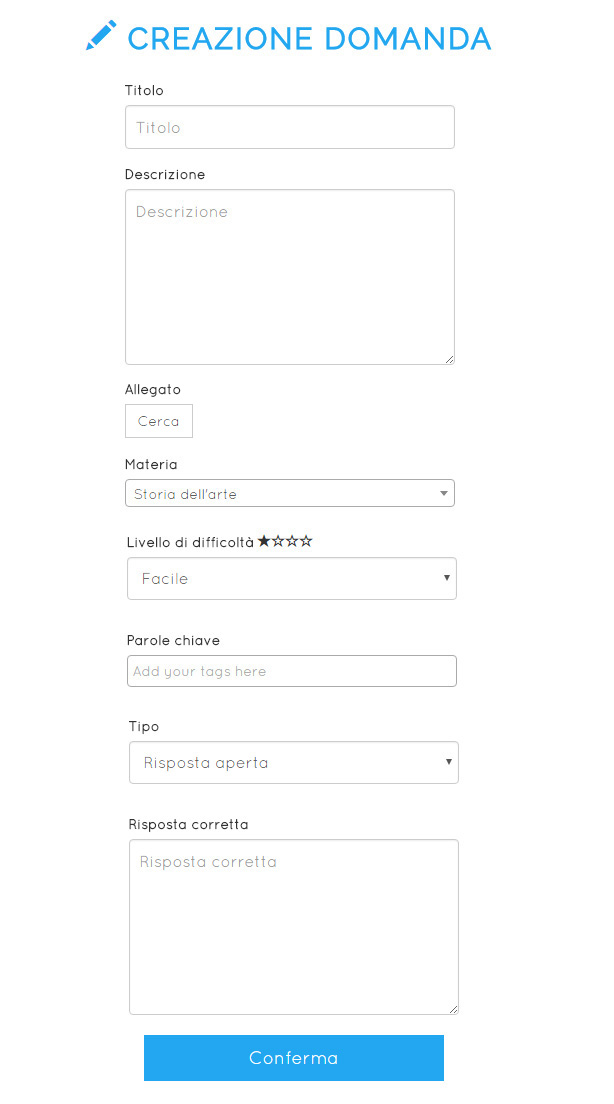 CREAZIONE DOMANDA
Titolo
Titolo
Descrizione
Descrizione
Allegato
Cerca
Materia
Storia dell'arte
Livello di difficoltà ★☆☆☆
Facile
Parole chiave
Add your tags here
Tipo
Risposta aperta
Risposta corretta
Risposta corretta
Conferma